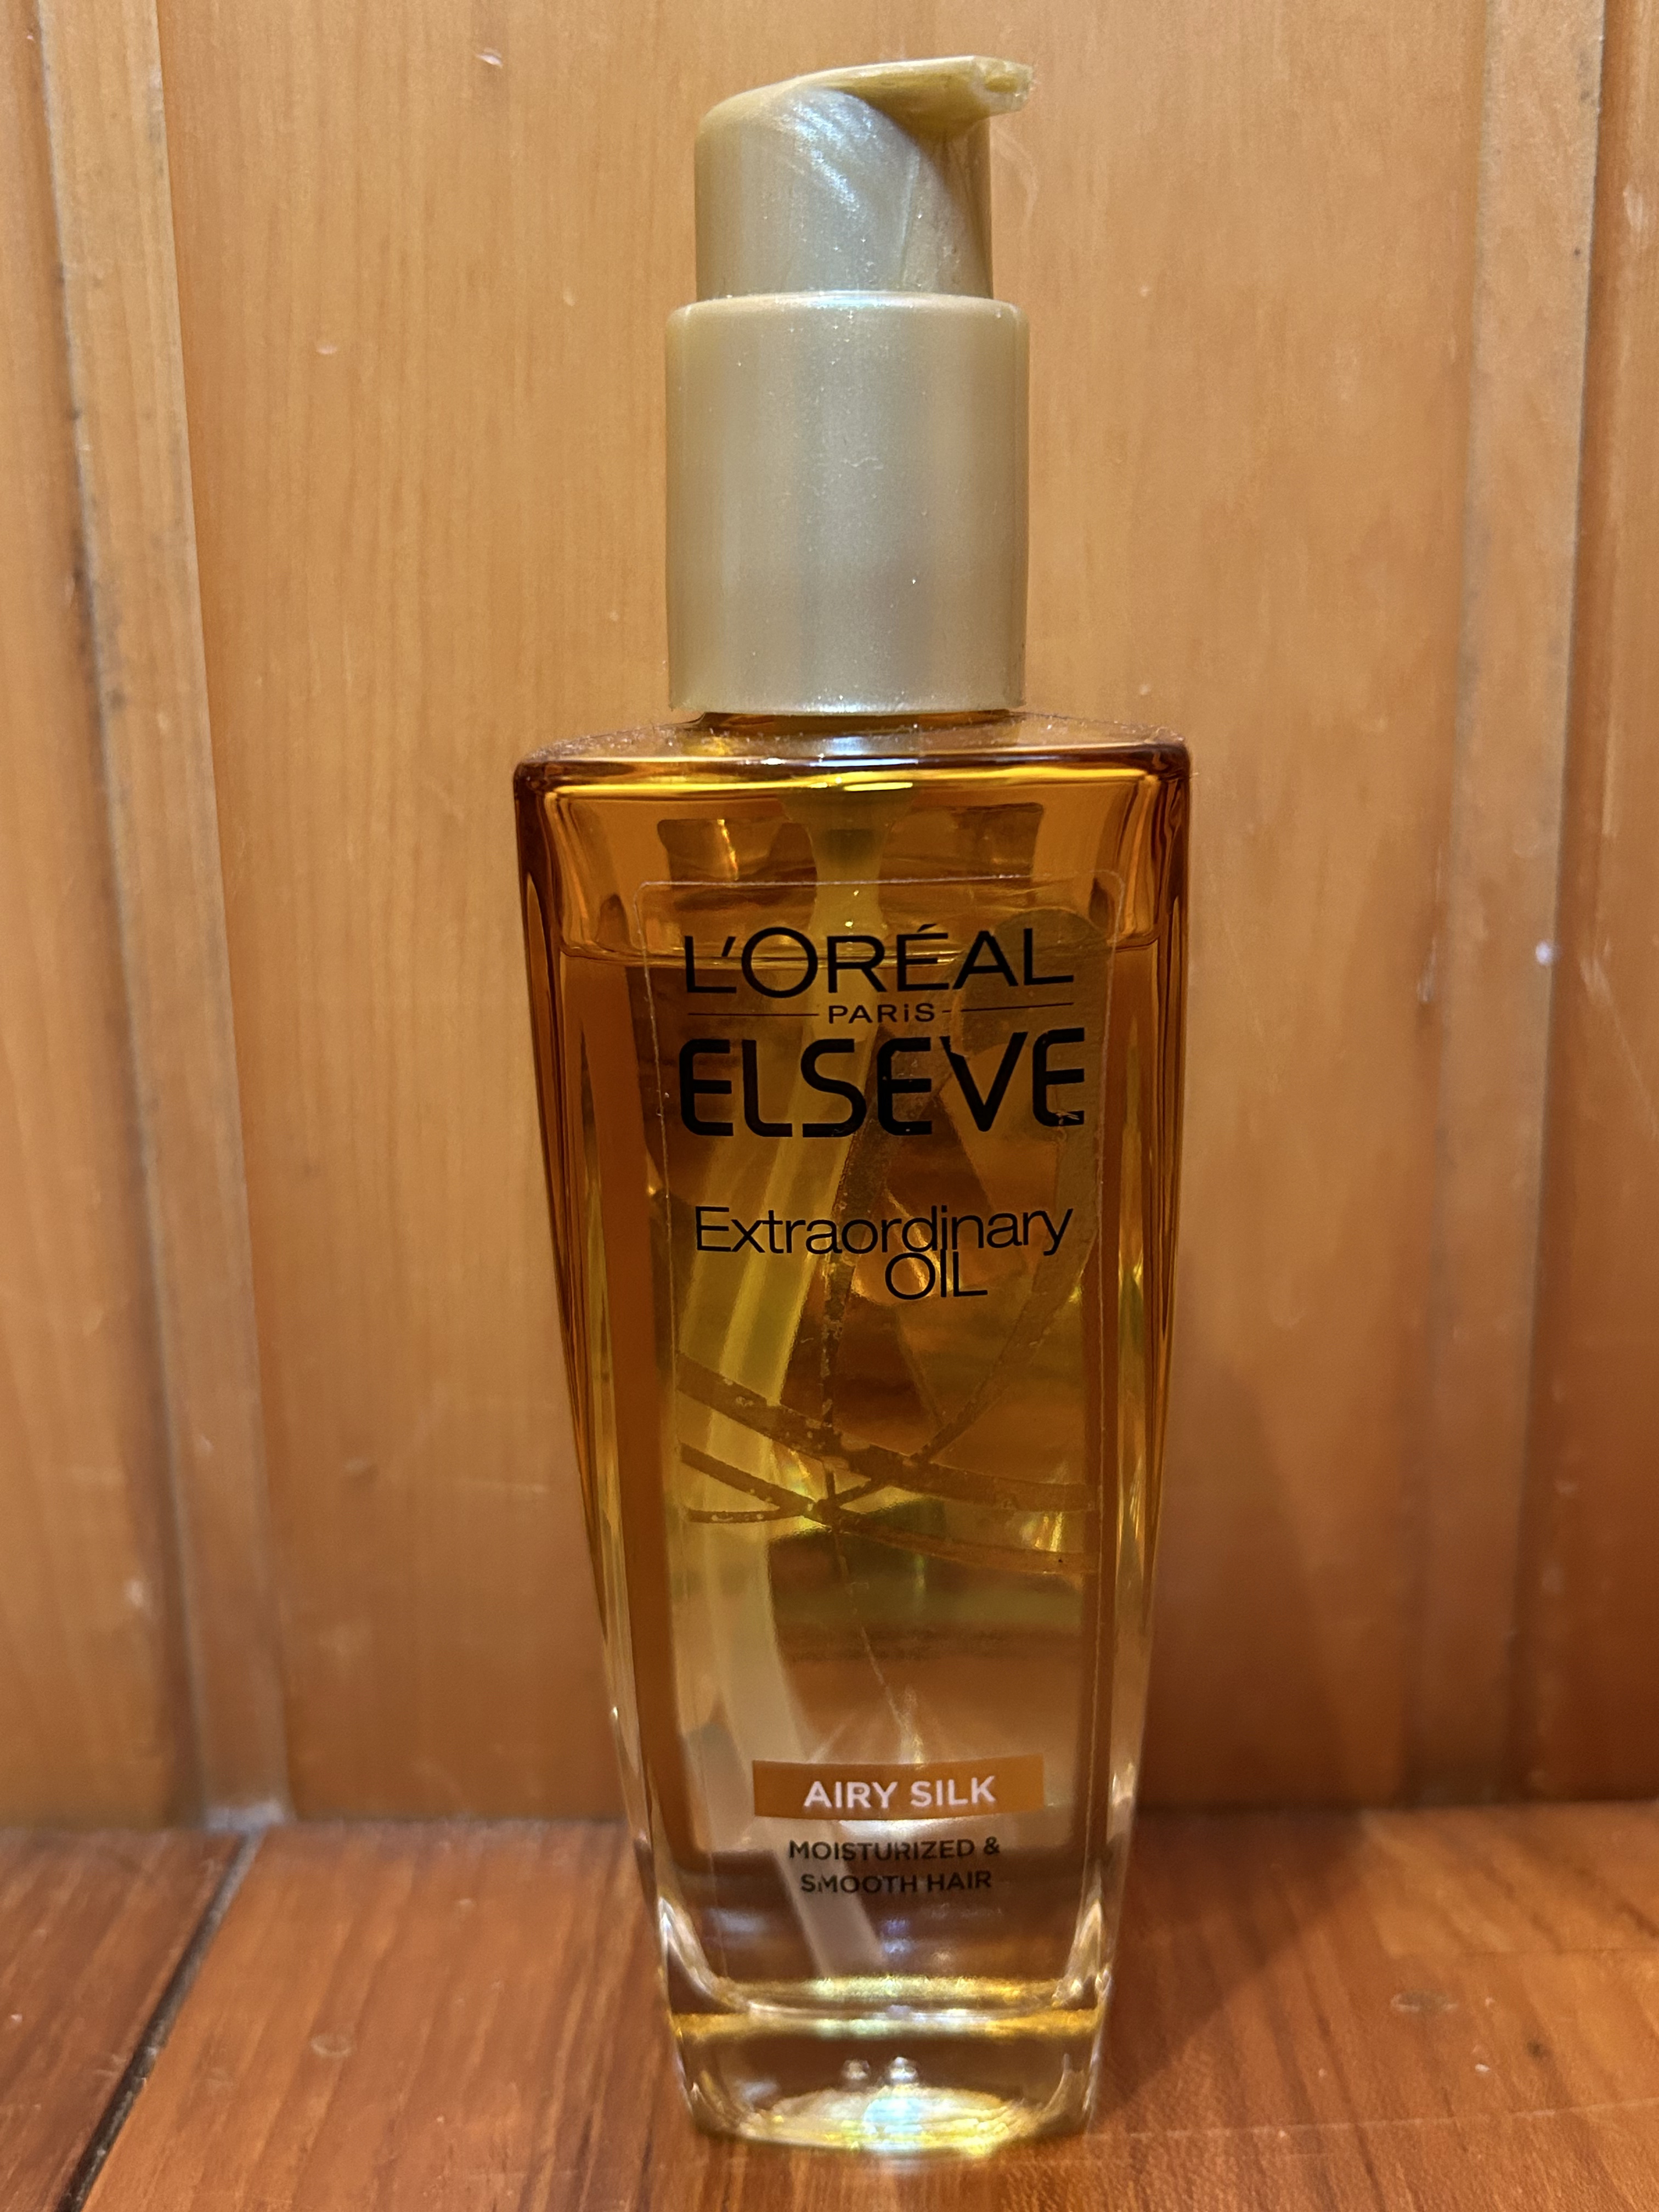 L'ORÉAL
PARiS
ELSEVE
Extraordinary
OIL
AIRY SILK
MOISTURIZED &
SMOOTH HAIR